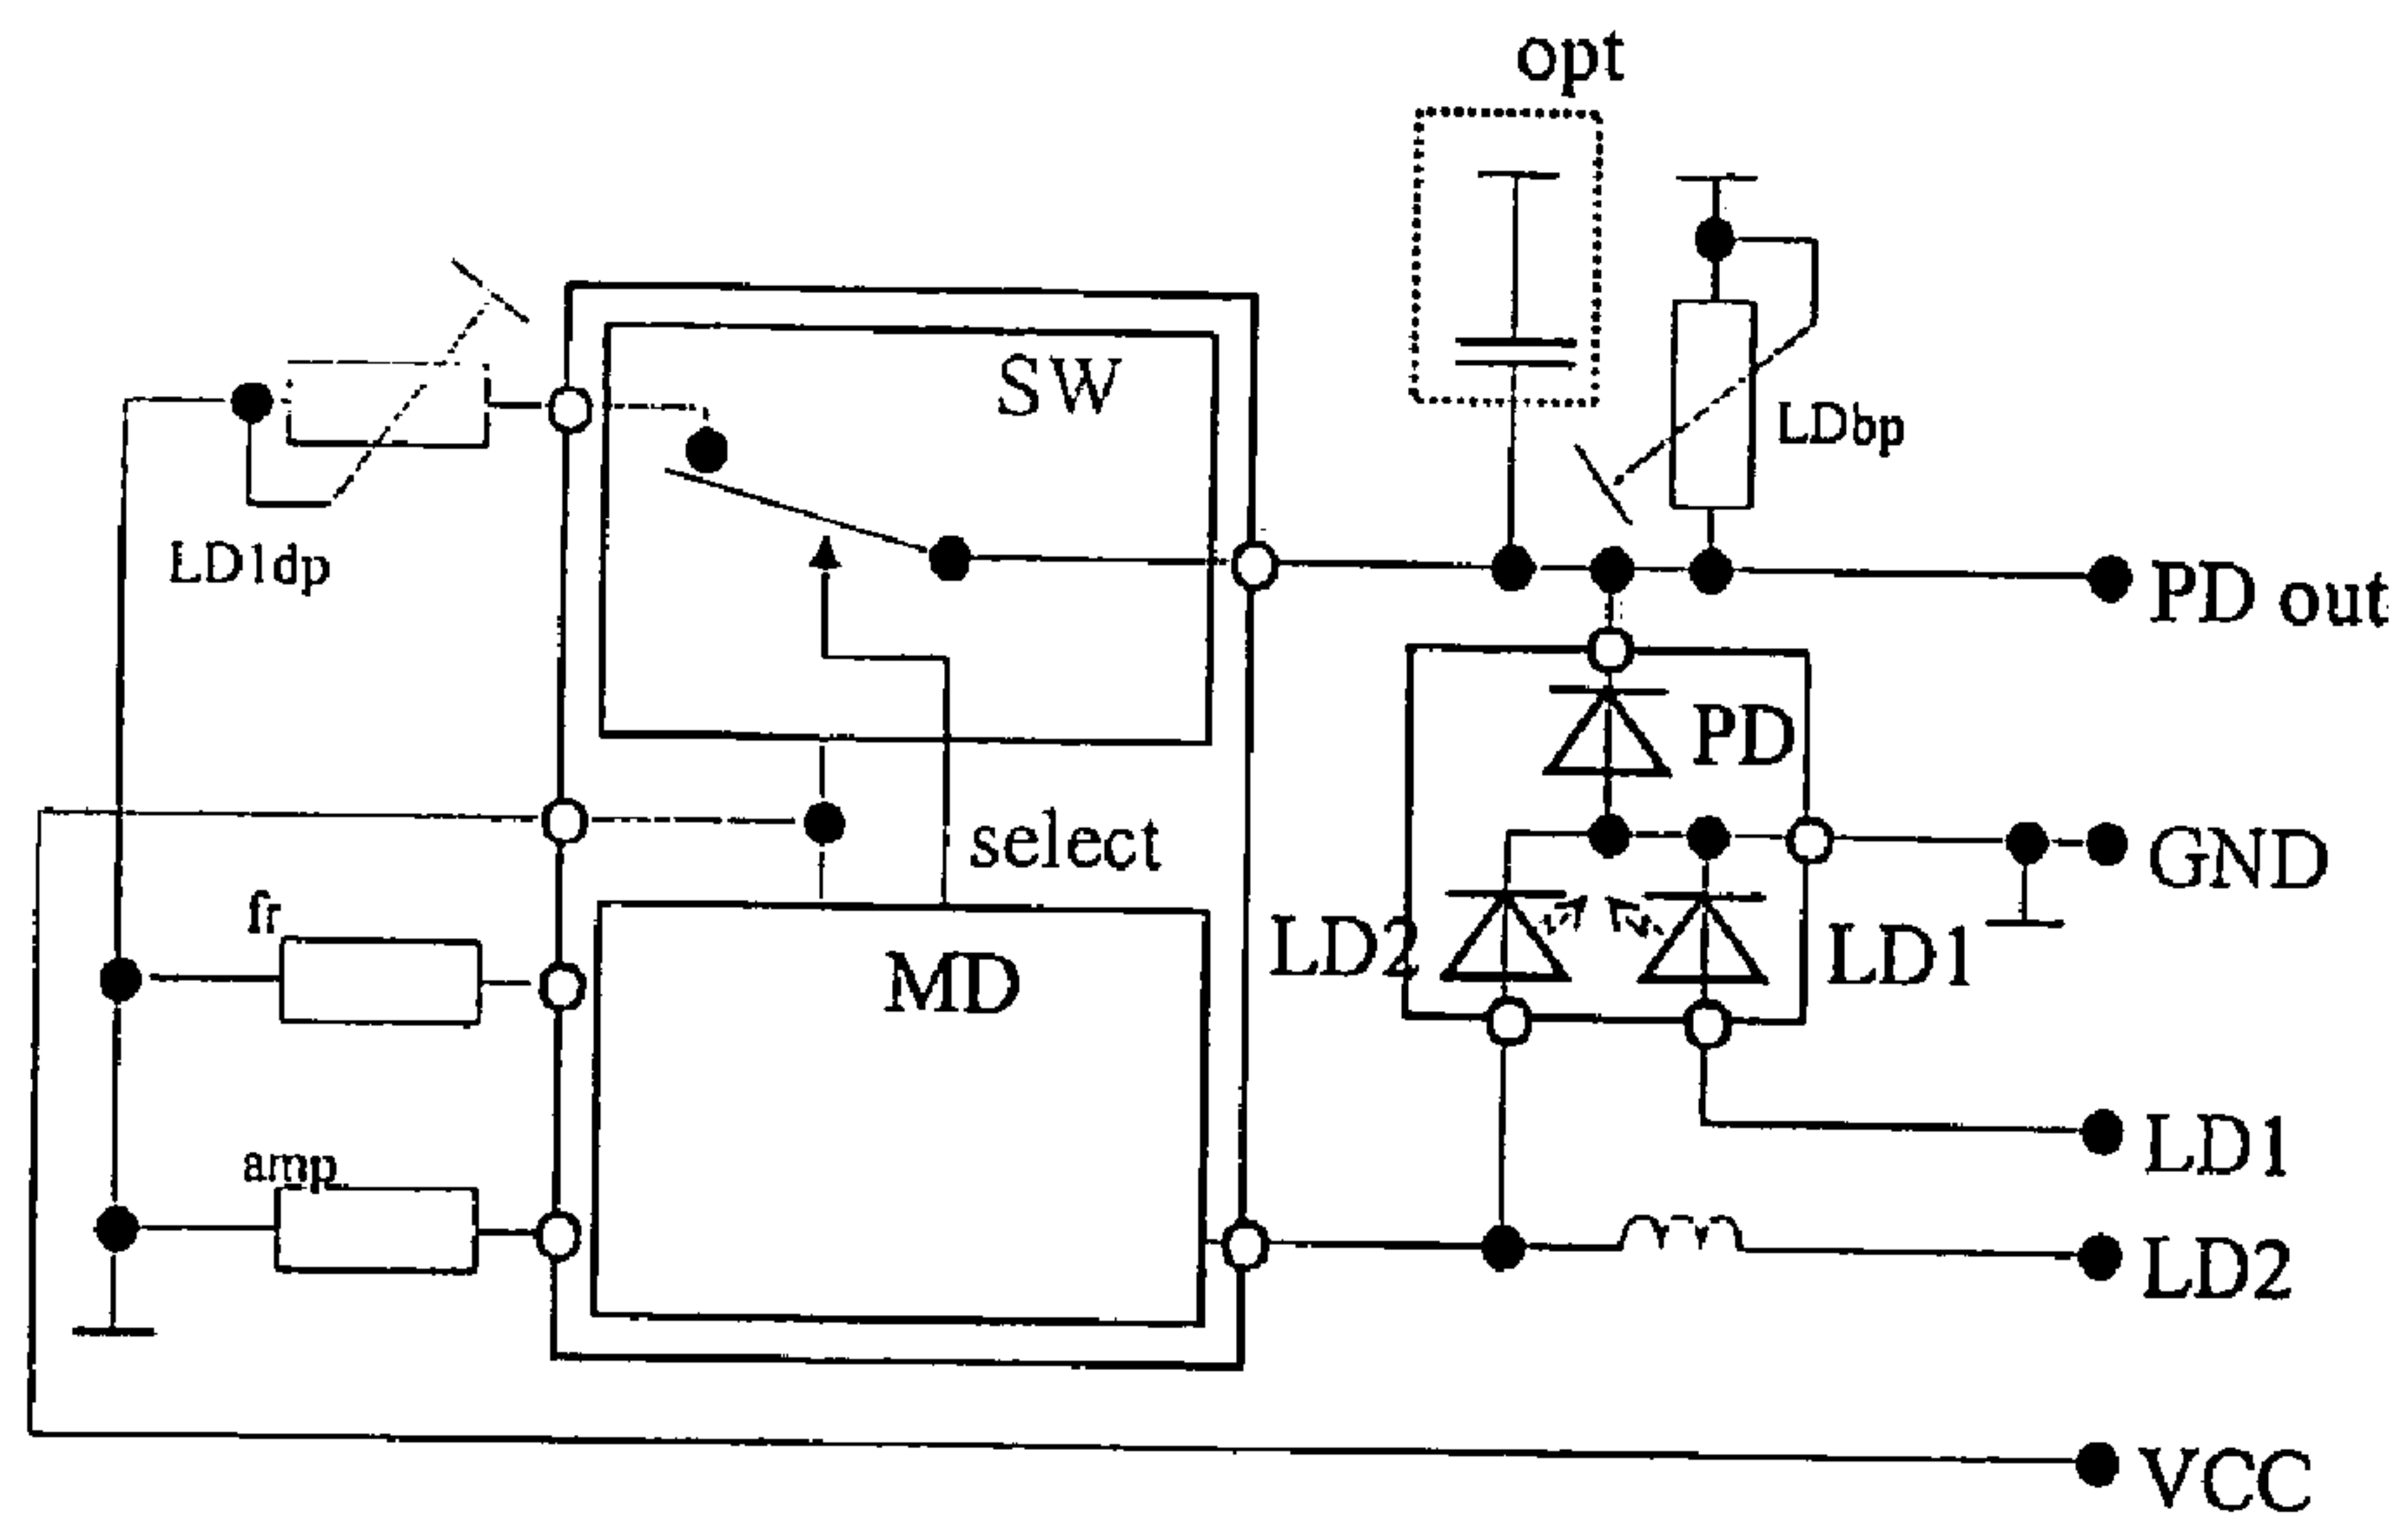 opt
SW
LDbp
LD1dp
PD out
PD
select
GND
fr
LD2
LD1
MD
LD1
amp
LD2
VCC